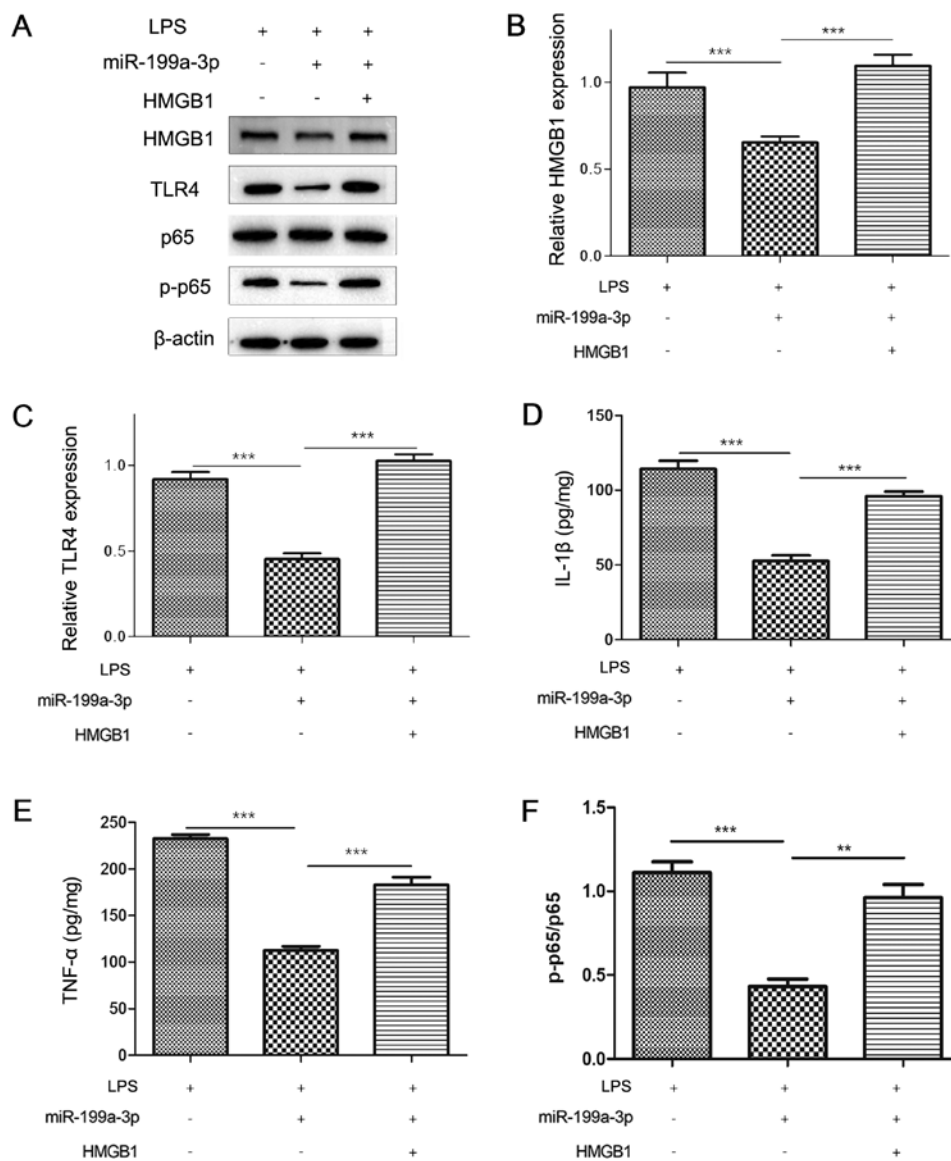 A
LPS + + +
miR-199a-3p - + +
HMGB1 - - +
HMGB1
TLR4
p65
p-p65
β-actin
B
Relative HMGB1 expression
1.0
0.5
0.0
*** ***
LPS + + +
miR-199a-3p - + +
HMGB1 - - +
C
Relative TLR4 expression
1.0
0.5
0.0
*** ***
LPS + + +
miR-199a-3p - + +
HMGB1 - - +
D
IL-1β (pg/mg)
150
100
50
0
*** ***
LPS + + +
miR-199a-3p - + +
HMGB1 - - +
E
TNF-α (pg/mg)
250
200
150
100
50
0
*** ***
LPS + + +
miR-199a-3p - + +
HMGB1 - - +
F
p-p65/p65
1.5
1.0
0.5
0.0
*** **
LPS + + +
miR-199a-3p - + +
HMGB1 - - +